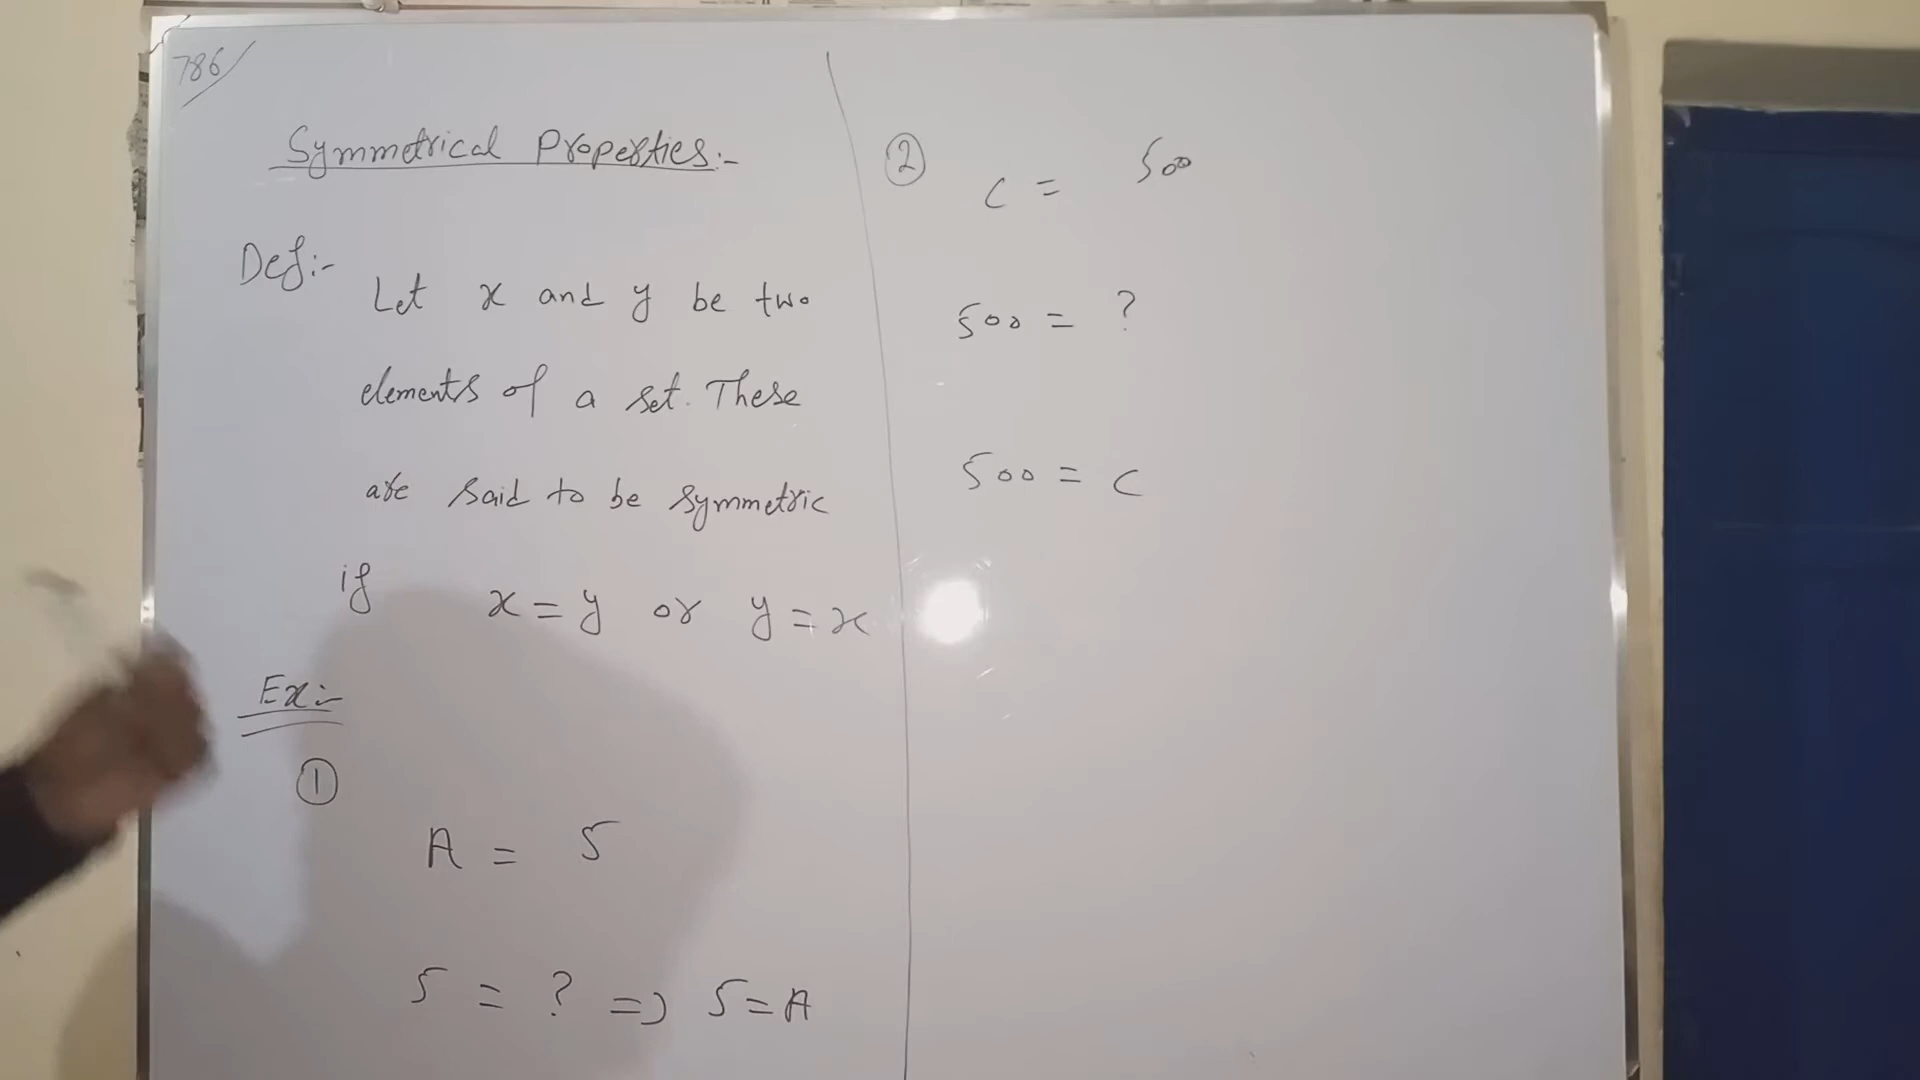 786/
Symmetrical Properties:-
Def:-
Let x and y be two
elements of a set. These
are said to be symmetric
if x = y or y = x
Ex:-
①
A = 5
5 = ? => 5 = A
②
C = 500
500 = ?
500 = C